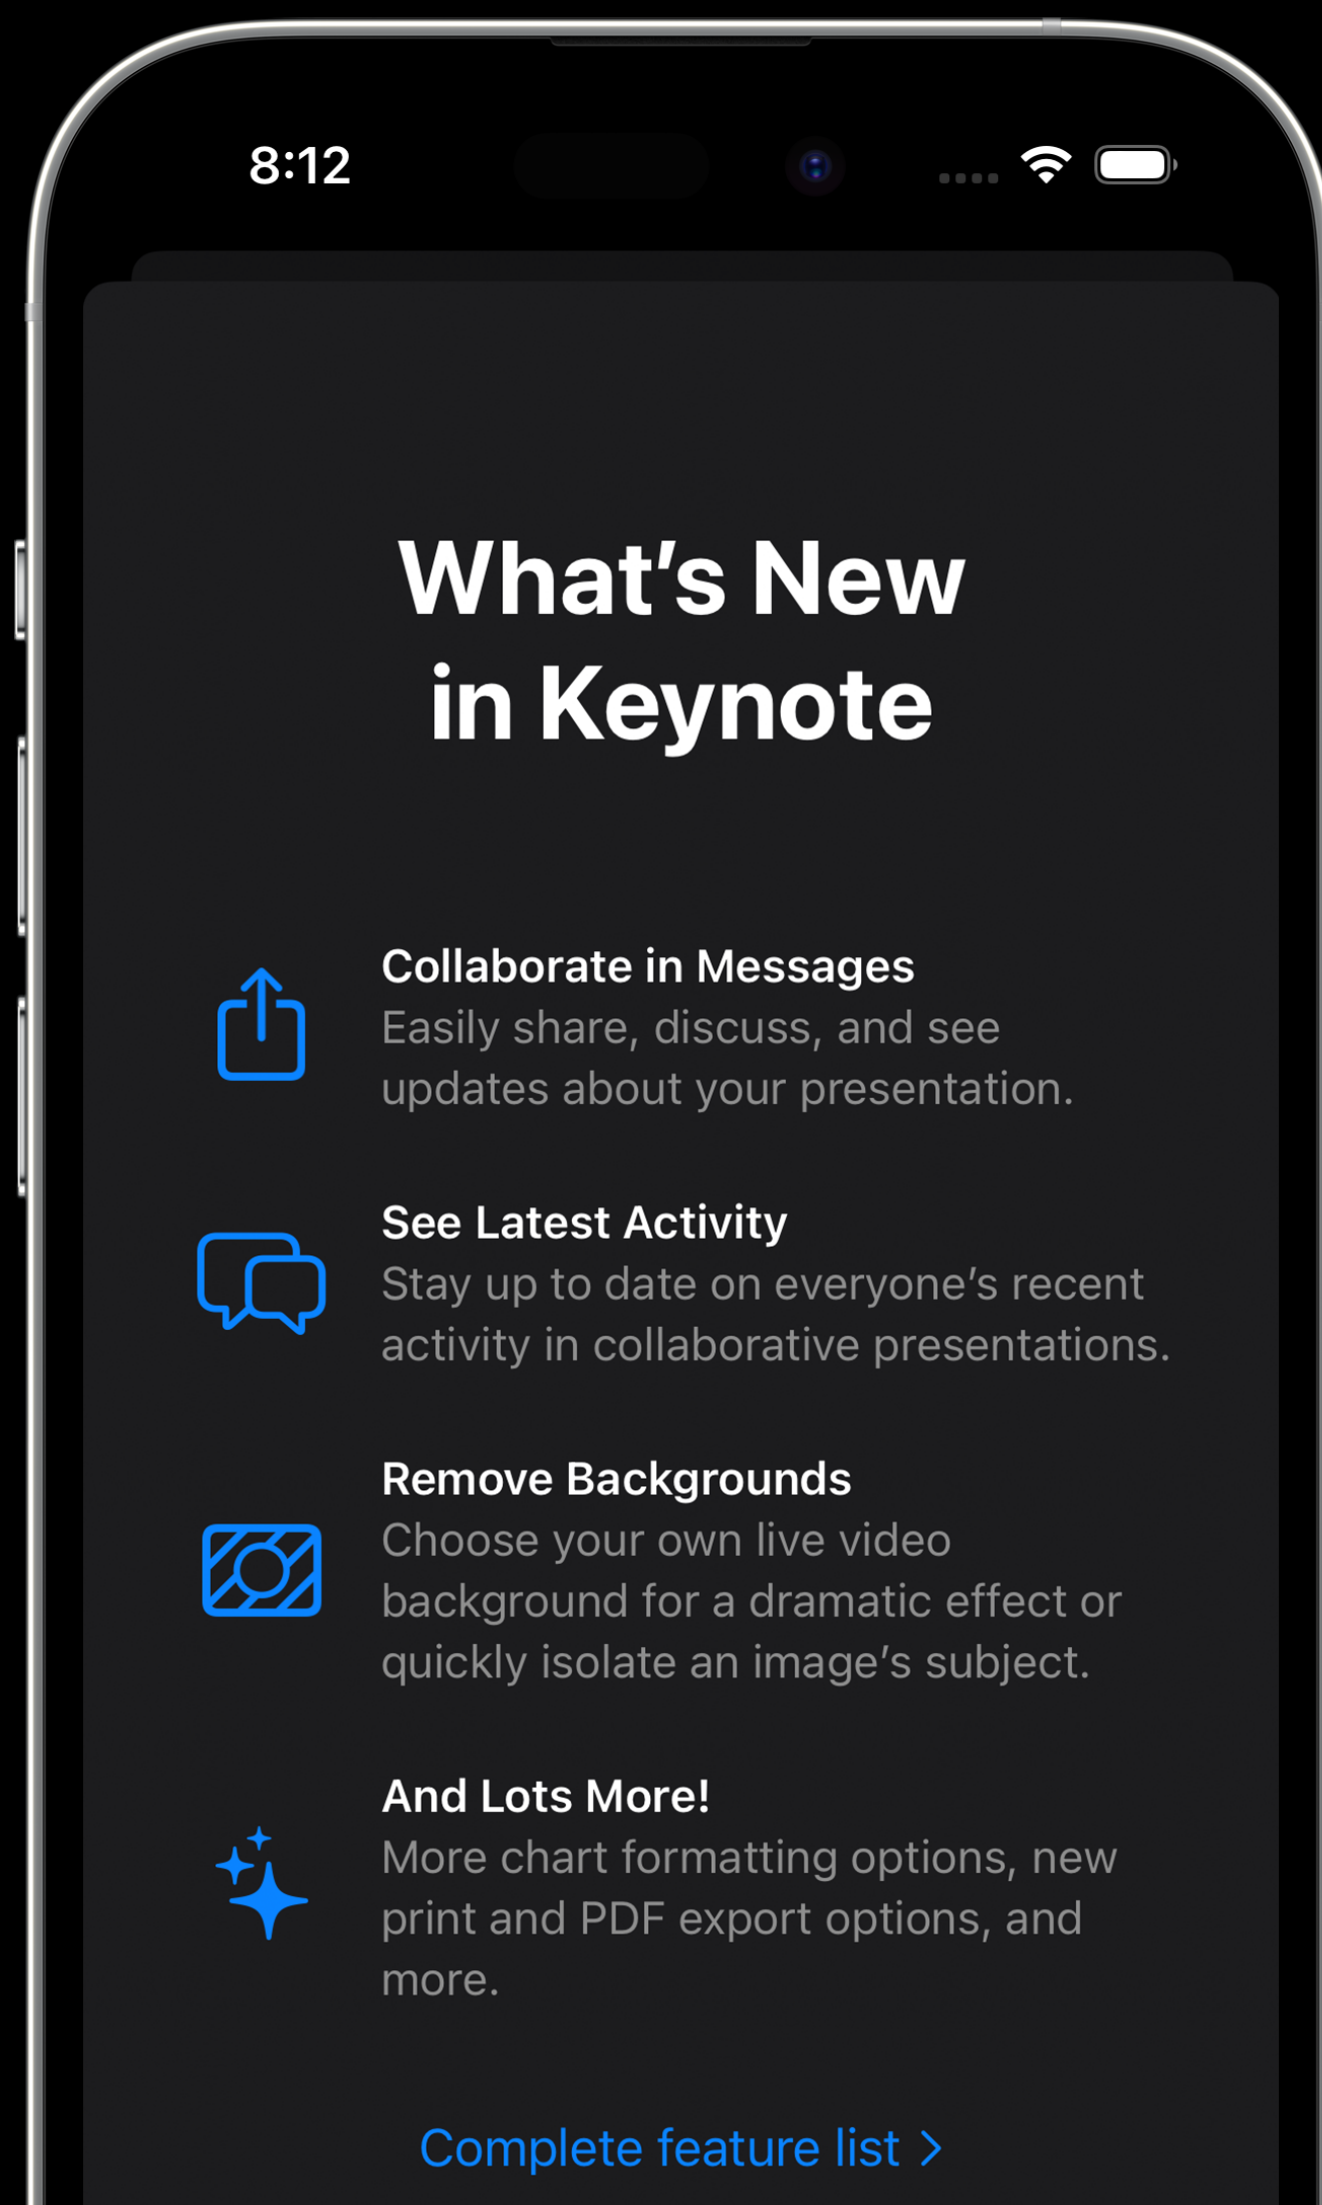 8:12
What’s New
in Keynote
Collaborate in Messages
Easily share, discuss, and see
updates about your presentation.
See Latest Activity
Stay up to date on everyone’s recent
activity in collaborative presentations.
Remove Backgrounds
Choose your own live video
background for a dramatic effect or
quickly isolate an image’s subject.
And Lots More!
More chart formatting options, new
print and PDF export options, and
more.
Complete feature list >